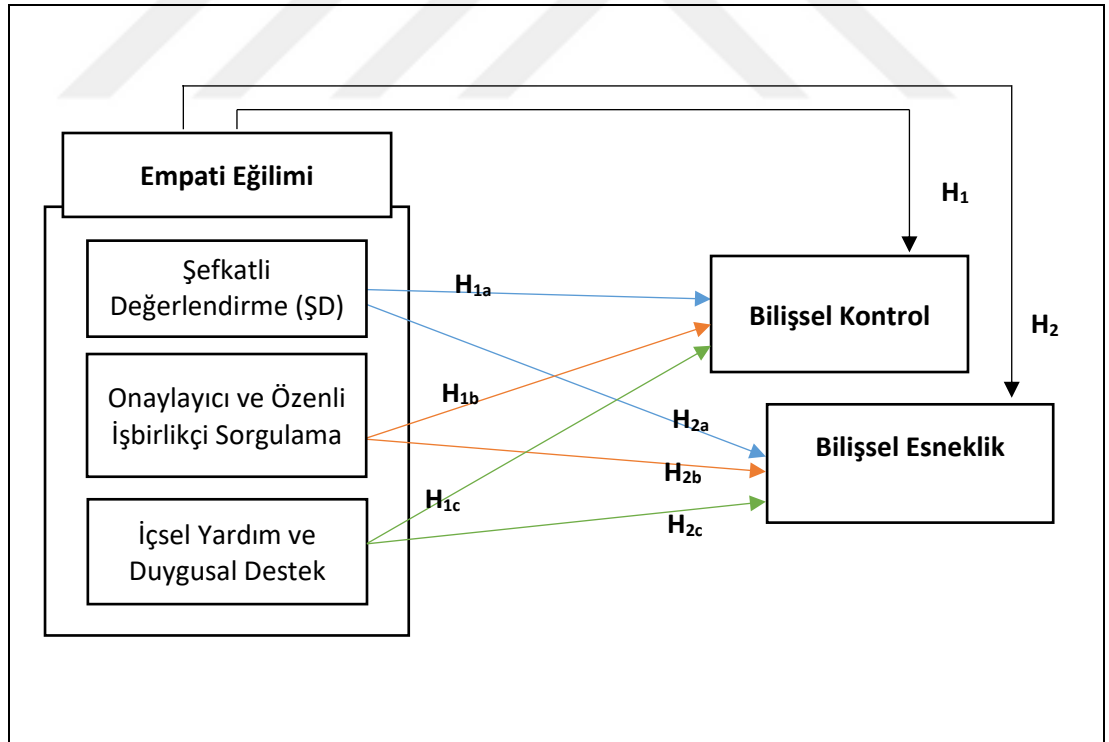 Empati Eğilimi
Şefkatli
Değerlendirme (ŞD)
Onaylayıcı ve Özenli
İşbirlikçi Sorgulama
İçsel Yardım ve
Duygusal Destek
H1a
H1b
H1c
H2a
H2b
H2c
Bilişsel Kontrol
Bilişsel Esneklik
H1
H2